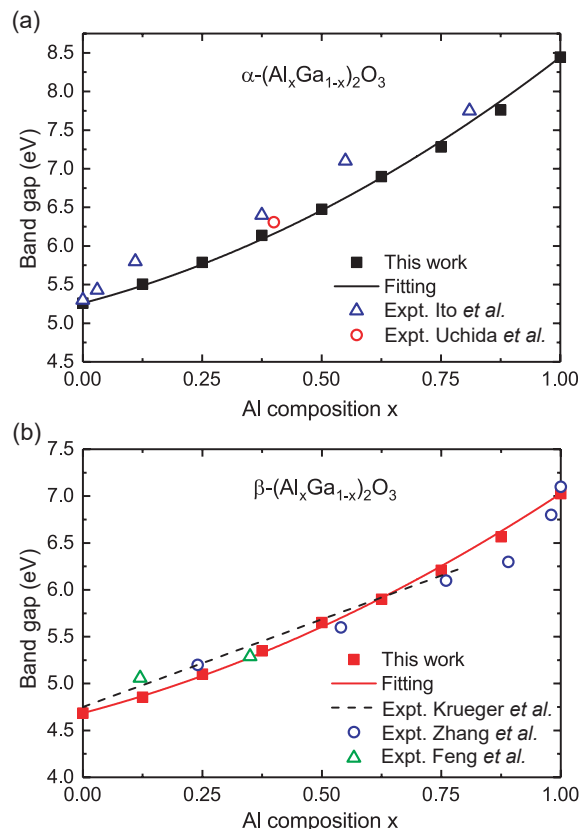 (a)
α-(AlxGa1-x)2O3
8.5
8.0
7.5
7.0
6.5
6.0
5.5
5.0
4.5
Band gap (eV)
This work
Fitting
Expt. Ito et al.
Expt. Uchida et al.
0.00 0.25 0.50 0.75 1.00
Al composition x
(b)
β-(AlxGa1-x)2O3
7.5
7.0
6.5
6.0
5.5
5.0
4.5
4.0
Band gap (eV)
This work
Fitting
Expt. Krueger et al.
Expt. Zhang et al.
Expt. Feng et al.
0.00 0.25 0.50 0.75 1.00
Al composition x